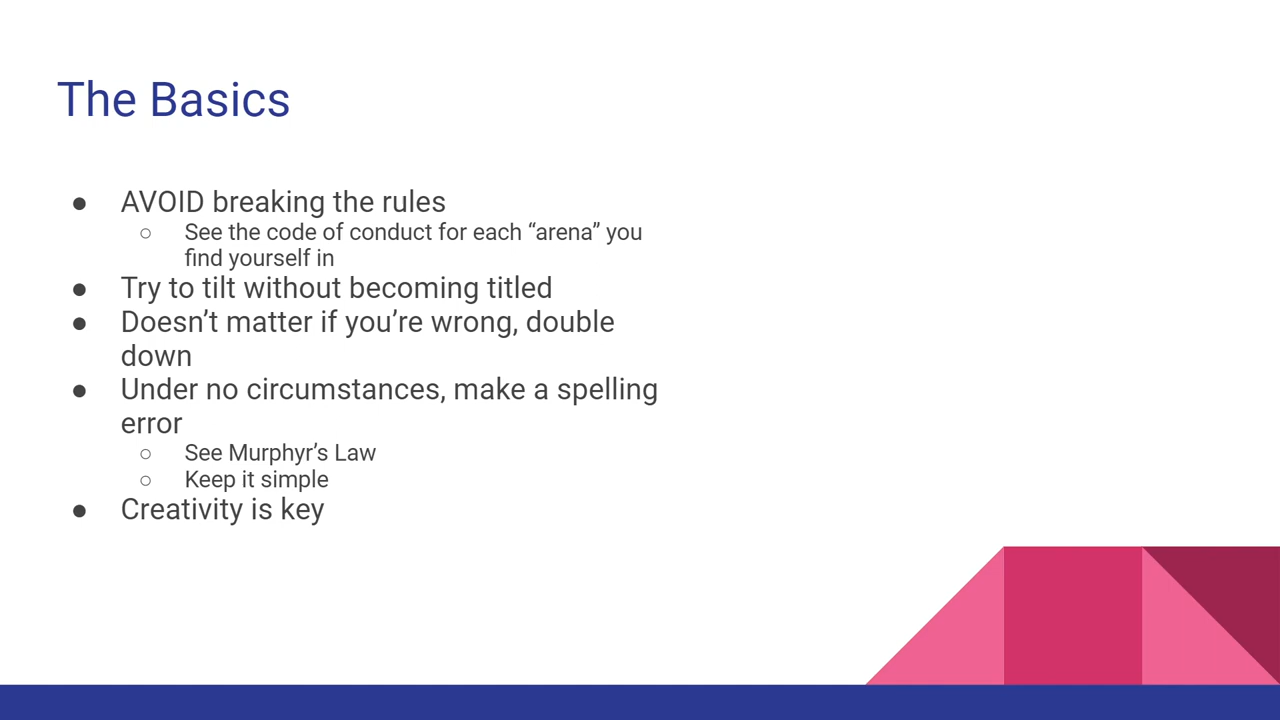 The Basics
● AVOID breaking the rules
○ See the code of conduct for each “arena” you
find yourself in
● Try to tilt without becoming titled
● Doesn’t matter if you’re wrong, double
down
● Under no circumstances, make a spelling
error
○ See Murphyr’s Law
○ Keep it simple
● Creativity is key